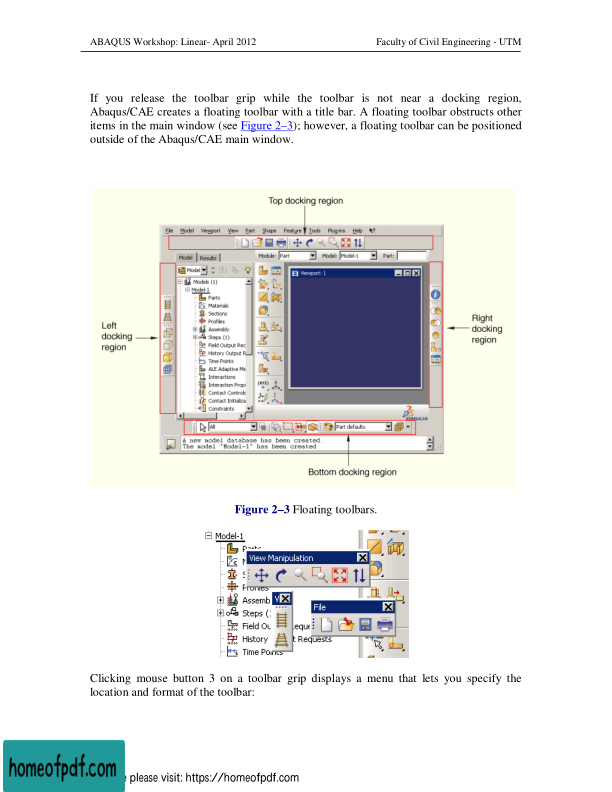 ABAQUS Workshop: Linear- April 2012 Faculty of Civil Engineering - UTM
If you release the toolbar grip while the toolbar is not near a docking region,
Abaqus/CAE creates a floating toolbar with a title bar. A floating toolbar obstructs other
items in the main window (see Figure 2–3); however, a floating toolbar can be positioned
outside of the Abaqus/CAE main window.
Top docking region
File Model Viewport View Part Shape Feature Tools Plug-ins Help
Model Results
Module: Part Model: Model-1 Part:
Model
Viewport: 1
Models (1)
Model-1
Parts
Materials
Sections
Profiles
Assembly
Steps (1)
Field Output Rec
History Output R
Time Points
ALE Adaptive Me
Interactions
Interaction Prop
Contact Controls
Contact Initializa
Constraints
Left
docking
region
Right
docking
region
All Part defaults
A new model database has been created.
The model "Model-1" has been created.
Bottom docking region
Figure 2–3 Floating toolbars.
Model-1
Parts
View Manipulation
Profiles
Assemb
File
Steps (
Field Ou eque
History t Requests
Time Points
Clicking mouse button 3 on a toolbar grip displays a menu that lets you specify the
location and format of the toolbar:
homeofpdf.com
please visit: https://homeofpdf.com